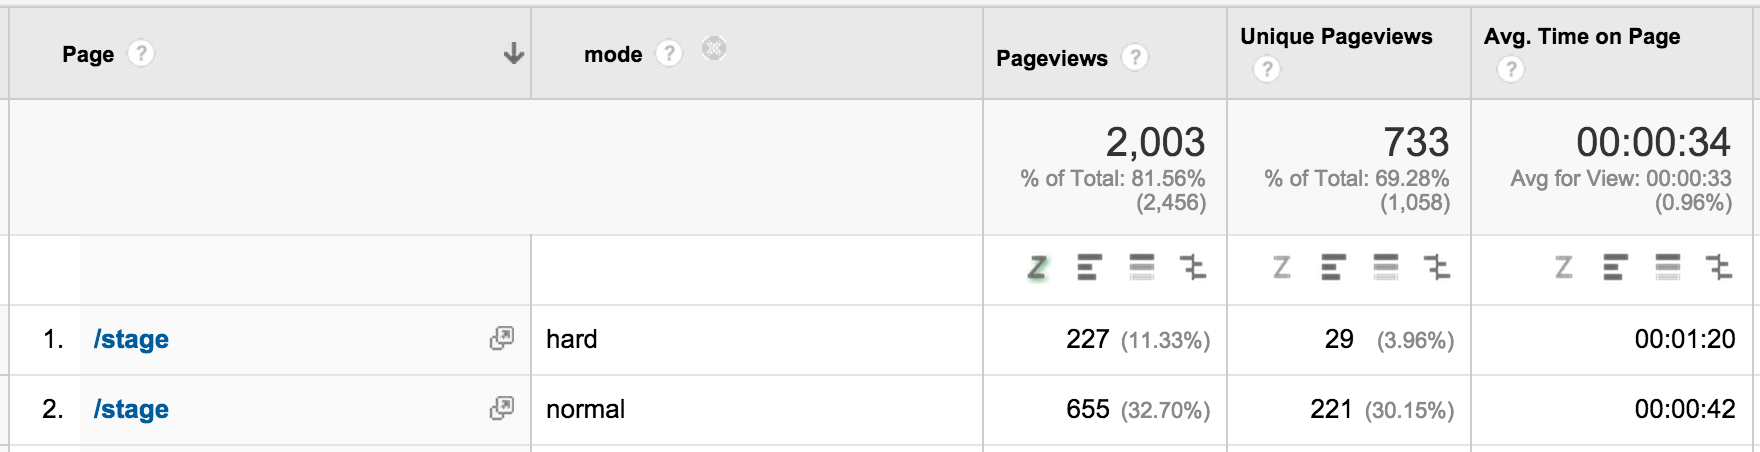 Page ? mode ? Pageviews ? Unique Pageviews ? Avg. Time on Page ?
2,003 733 00:00:34
% of Total: 81.56% % of Total: 69.28% Avg for View: 00:00:33
(2,456) (1,058) (0.96%)
1. /stage hard 227 (11.33%) 29 (3.96%) 00:01:20
2. /stage normal 655 (32.70%) 221 (30.15%) 00:00:42